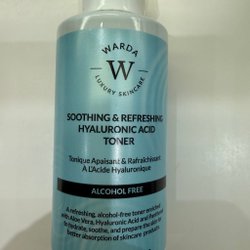 WARDA
W
LUXURY SKINCARE
SOOTHING & REFRESHING
HYALURONIC ACID
TONER
Tonique Apaisant & Rafraîchissant
À L'Acide Hyaluronique
ALCOHOL FREE
A refreshing, alcohol-free toner enriched
with Aloe Vera, Hyaluronic Acid and Panthenol
to hydrate, soothe, and prepare the skin for
better absorption of skincare products.